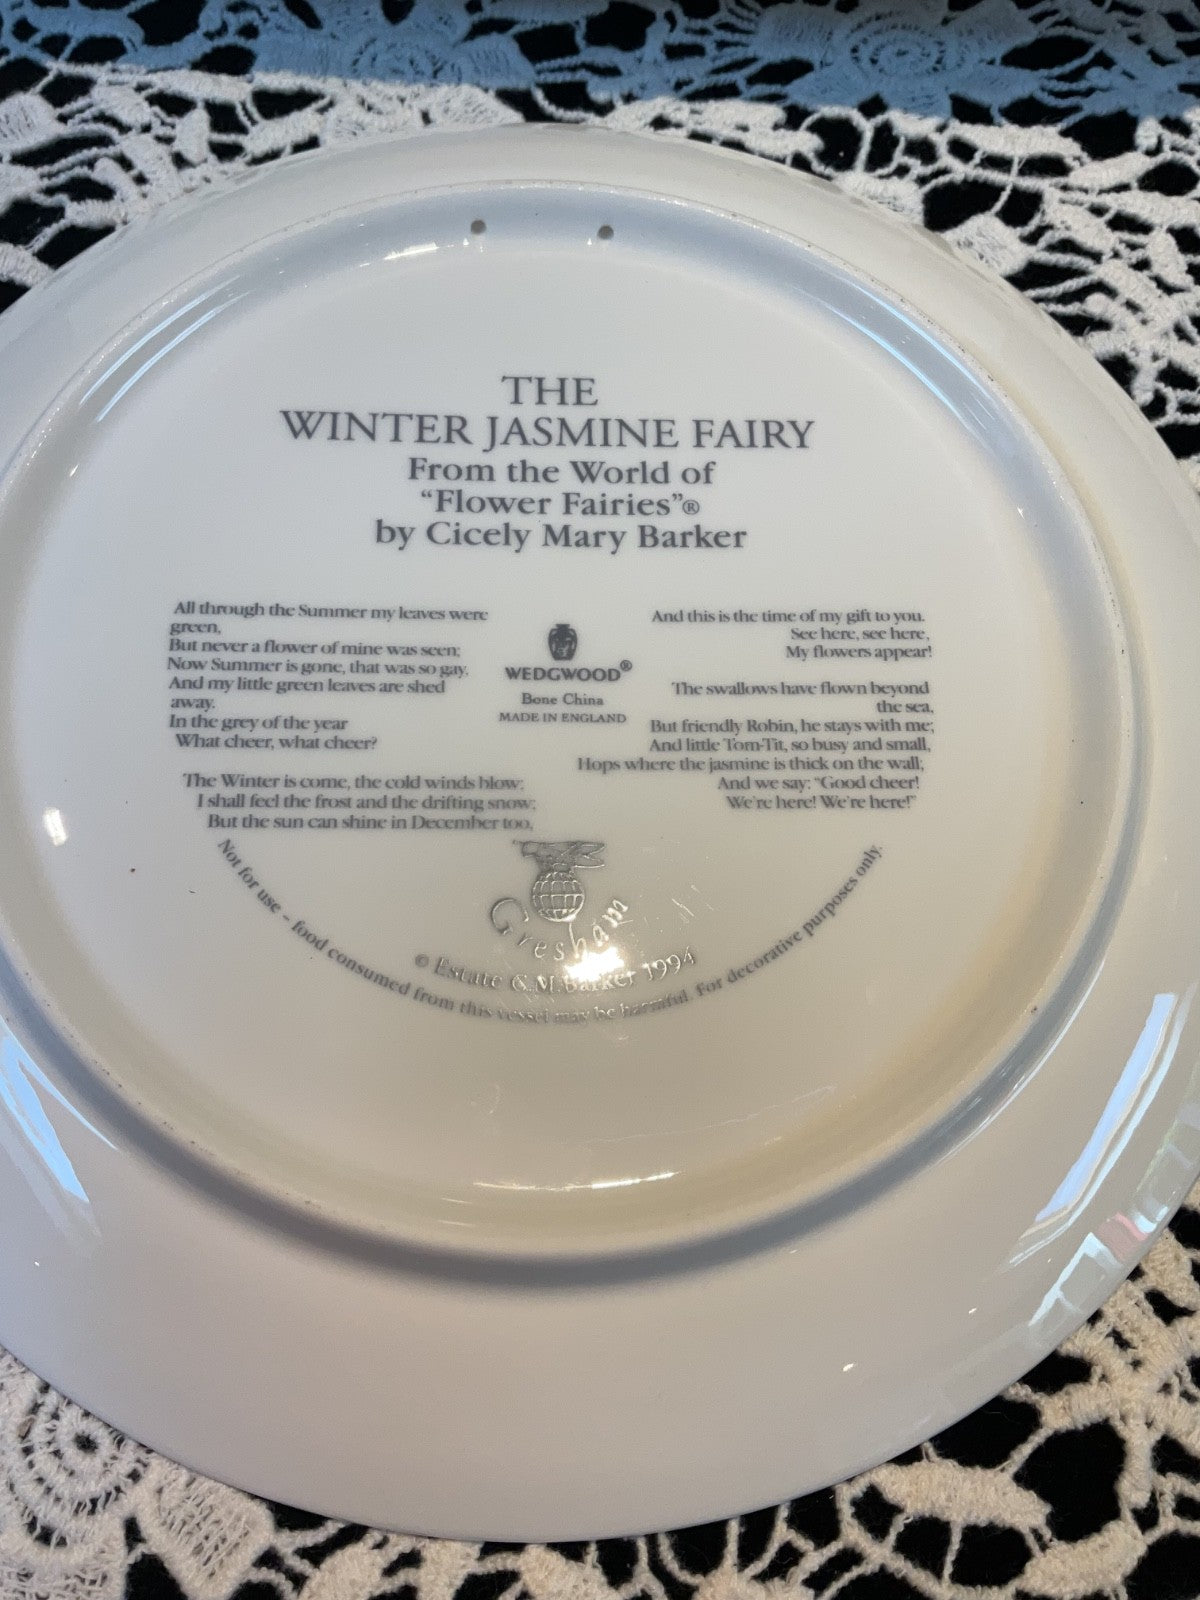 THE
WINTER JASMINE FAIRY
From the World of
“Flower Fairies”®
by Cicely Mary Barker
All through the Summer my leaves were
green,
But never a flower of mine was seen;
Now Summer is gone, that was so gay,
And my little green leaves are shed
away.
In the grey of the year
What cheer, what cheer?
The Winter is come, the cold winds blow;
I shall feel the frost and the drifting snow;
But the sun can shine in December too,
WEDGWOOD®
Bone China
MADE IN ENGLAND
And this is the time of my gift to you.
See here, see here,
My flowers appear!
The swallows have flown beyond
the sea,
But friendly Robin, he stays with me;
And little Tom-Tit, so busy and small,
Hops where the jasmine is thick on the wall;
And we say: “Good cheer!
We're here! We're here!”
Gresham
© Estate C.M. Barker 1994
Not for use – food consumed from this vessel may be harmful. For decorative purposes only.